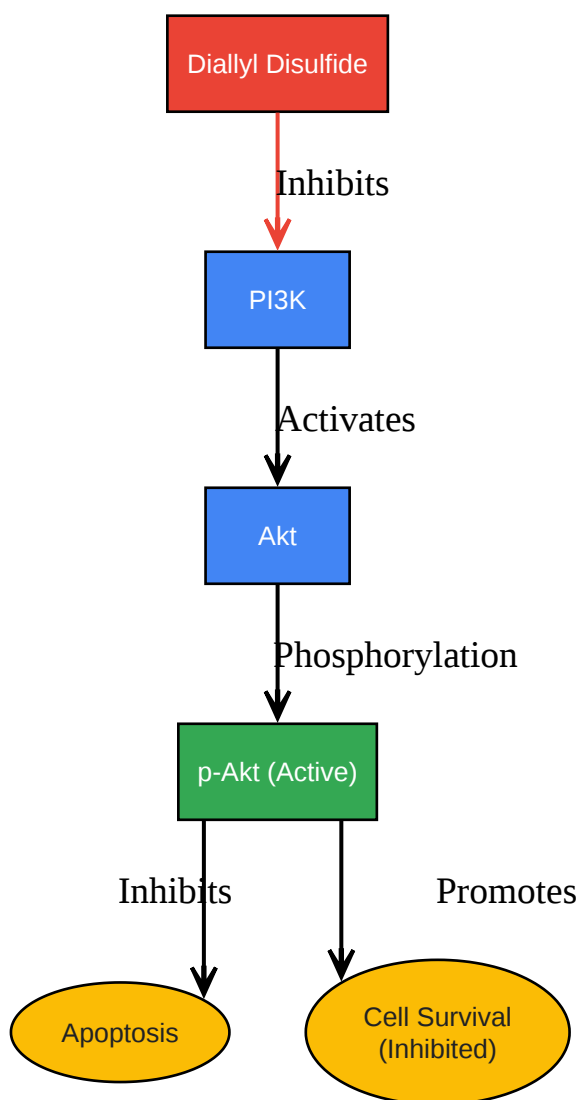 Diallyl Disulfide
Inhibits
PI3K
Activates
Akt
Phosphorylation
p-Akt (Active)
Inhibits
Promotes
Apoptosis
Cell Survival
(Inhibited)